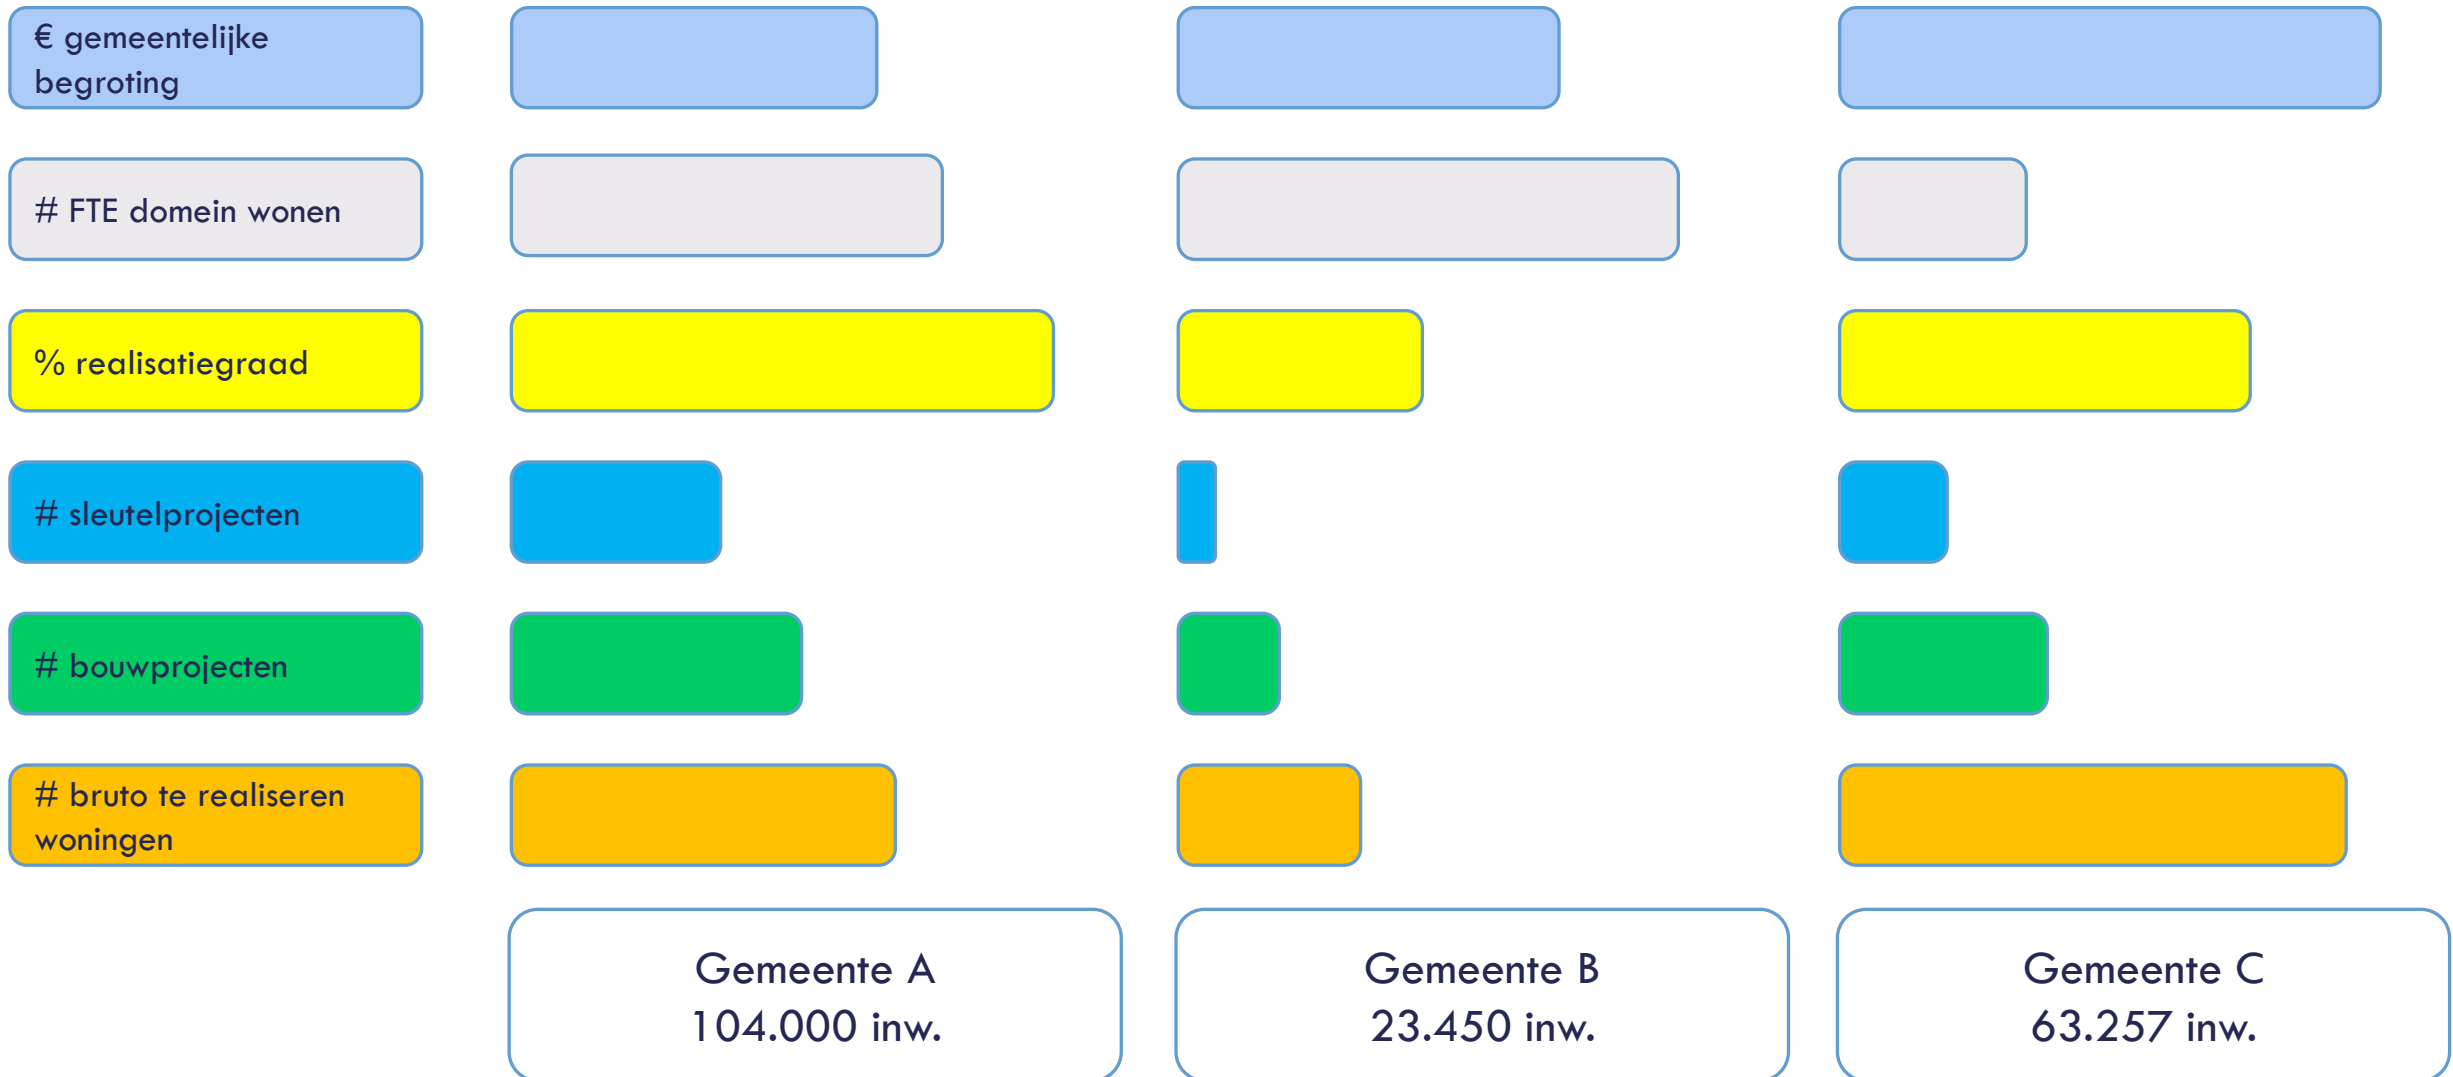 € gemeentelijke
begroting
# FTE domein wonen
% realisatiegraad
# sleutelprojecten
# bouwprojecten
# bruto te realiseren
woningen
Gemeente A
104.000 inw.
Gemeente B
23.450 inw.
Gemeente C
63.257 inw.